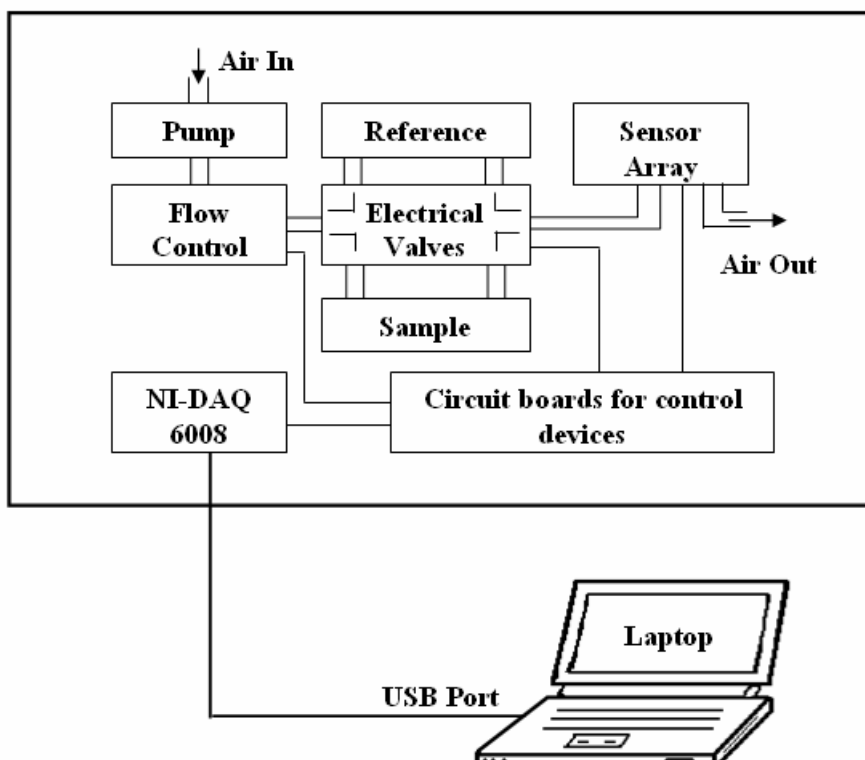 Air In
Pump
Reference
Sensor
Array
Flow
Control
Electrical
Valves
Air Out
Sample
NI-DAQ
6008
Circuit boards for control
devices
Laptop
USB Port